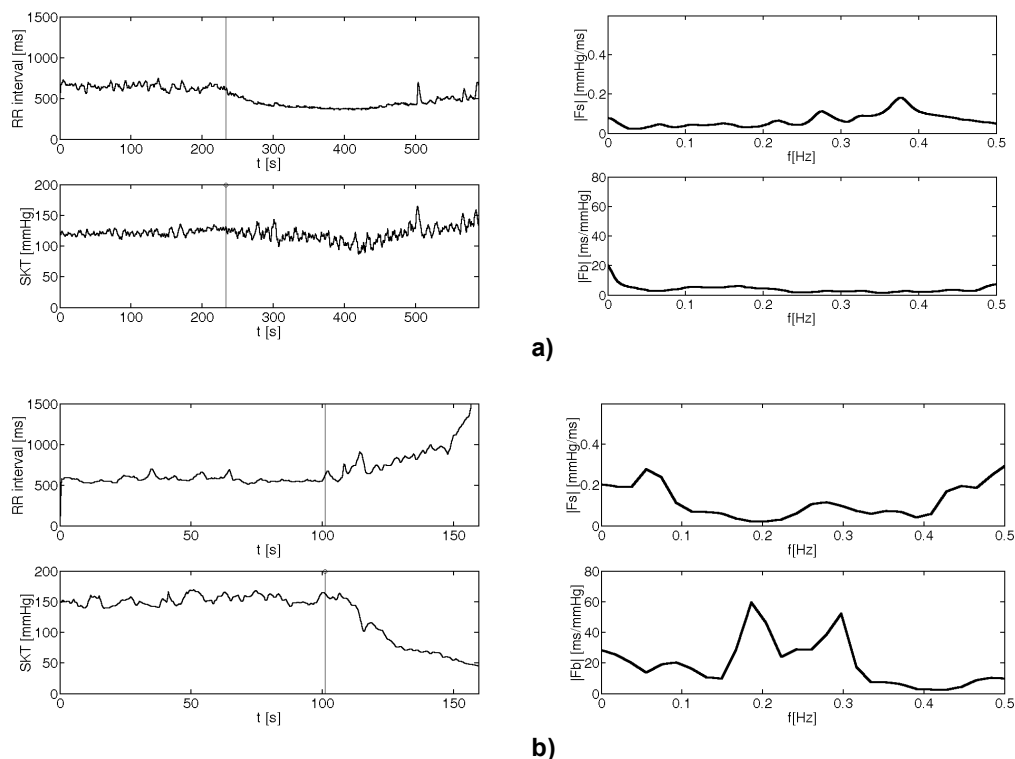 RR interval [ms]
1500
1000
500
0
0 100 200 300 400 500
t [s]
|Fs| [mmHg/ms]
0.4
0.2
0
0 0.1 0.2 0.3 0.4 0.5
f[Hz]
SKT [mmHg]
200
150
100
50
0
0 100 200 300 400 500
t [s]
|Fb| [ms/mmHg]
80
60
40
20
0
0 0.1 0.2 0.3 0.4 0.5
f[Hz]
a)
RR interval [ms]
1500
1000
500
0
0 50 100 150
t [s]
|Fs| [mmHg/ms]
0.4
0.2
0
0 0.1 0.2 0.3 0.4 0.5
f[Hz]
SKT [mmHg]
200
150
100
50
0
0 50 100 150
t [s]
|Fb| [ms/mmHg]
80
60
40
20
0
0 0.1 0.2 0.3 0.4 0.5
f[Hz]
b)